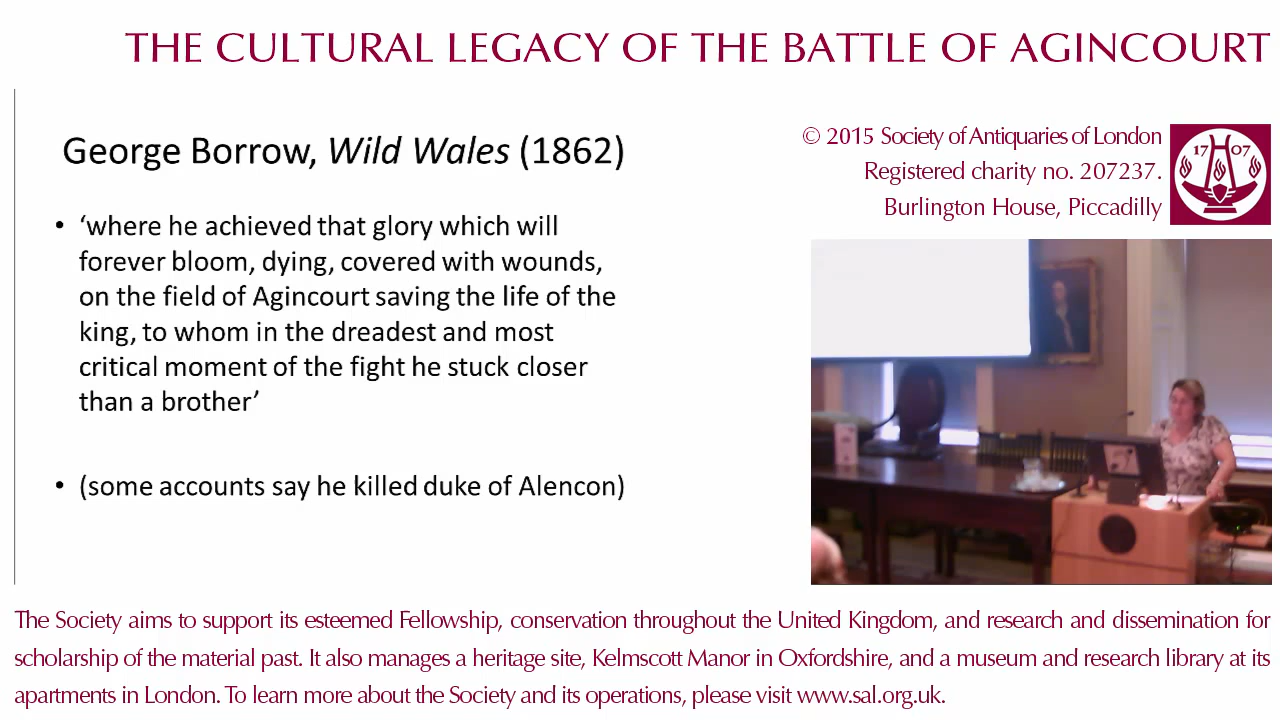 THE CULTURAL LEGACY OF THE BATTLE OF AGINCOURT
George Borrow, Wild Wales (1862)
• ‘where he achieved that glory which will
forever bloom, dying, covered with wounds,
on the field of Agincourt saving the life of the
king, to whom in the dreadest and most
critical moment of the fight he stuck closer
than a brother’
• (some accounts say he killed duke of Alencon)
© 2015 Society of Antiquaries of London
Registered charity no. 207237.
Burlington House, Piccadilly
17 07
The Society aims to support its esteemed Fellowship, conservation throughout the United Kingdom, and research and dissemination for
scholarship of the material past. It also manages a heritage site, Kelmscott Manor in Oxfordshire, and a museum and research library at its
apartments in London. To learn more about the Society and its operations, please visit www.sal.org.uk.